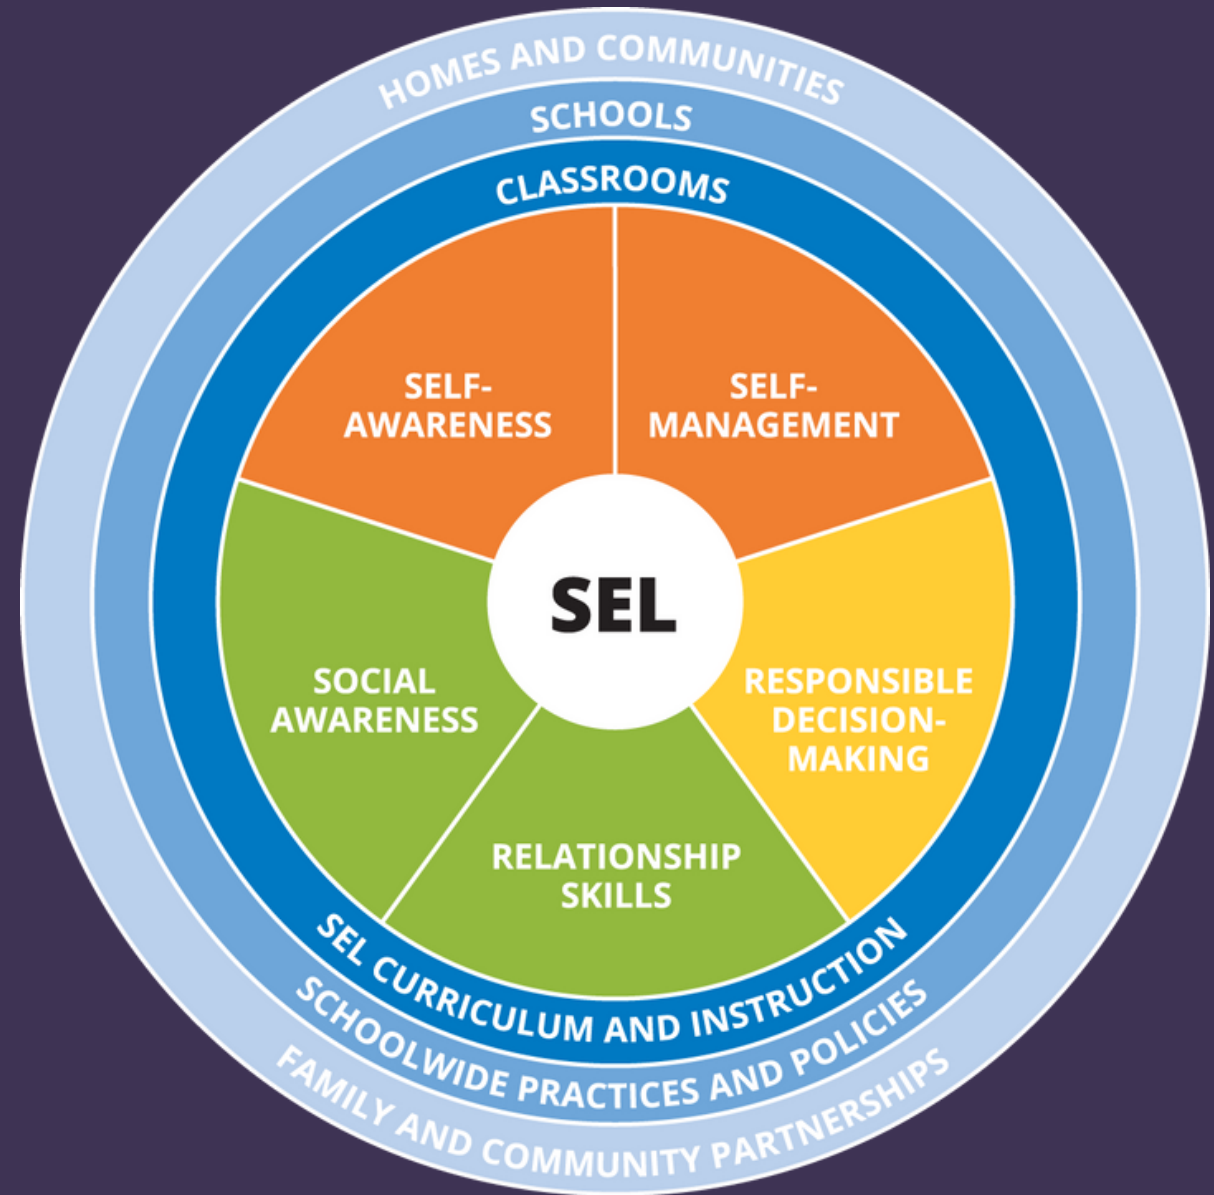 HOMES AND COMMUNITIES
SCHOOLS
CLASSROOMS
SELF-
AWARENESS
SELF-
MANAGEMENT
SEL
SOCIAL
AWARENESS
RESPONSIBLE
DECISION-
MAKING
RELATIONSHIP
SKILLS
SEL CURRICULUM AND INSTRUCTION
SCHOOLWIDE PRACTICES AND POLICIES
FAMILY AND COMMUNITY PARTNERSHIPS